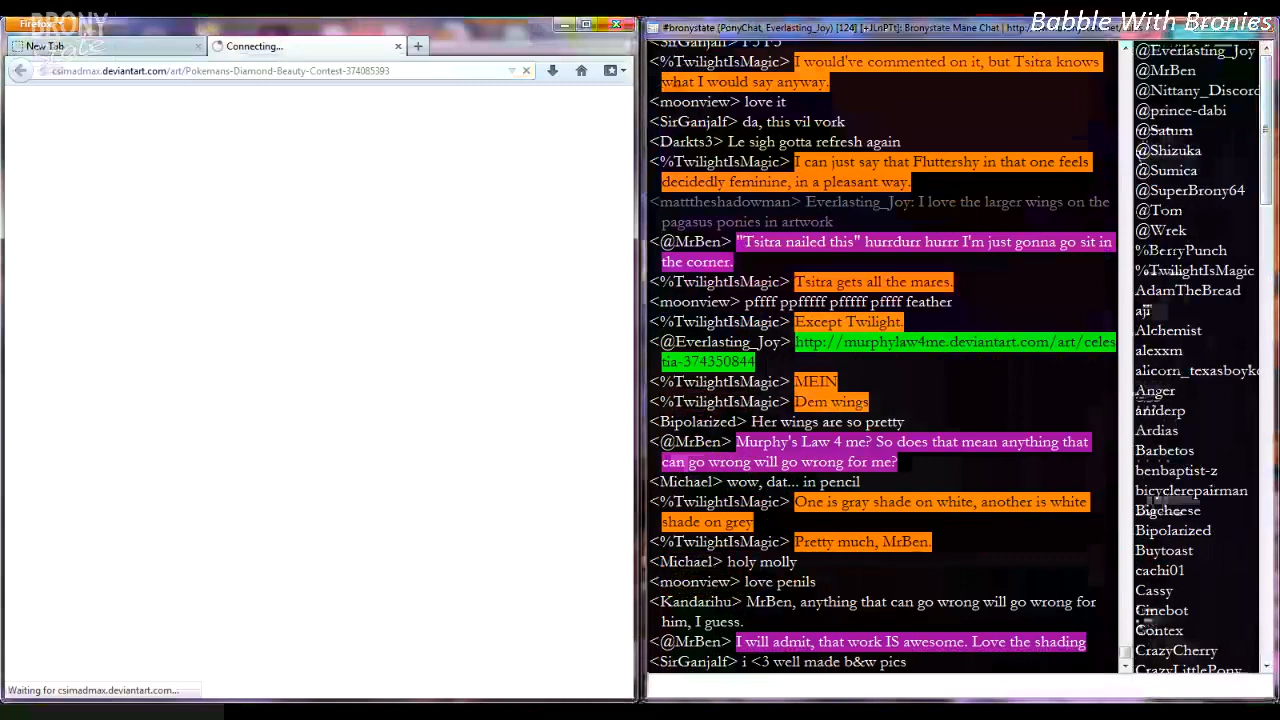 BRONY
State
Babble With Bronies
Firefox
New Tab
Connecting...
csimadmax.deviantart.com/art/Pokemans-Diamond-Beauty-Contest-374085393
Waiting for csimadmax.deviantart.com...
#bronystate [PonyChat, Everlasting_Joy] [124] [+JLnPTt]: Bronystate Mane Chat | http://
<%TwilightIsMagic> I would've commented on it, but Tsitra knows
what I would say anyway.
<moonview> love it
<SirGanjalf> da, this vil vork
<Darkts3> Le sigh gotta refresh again
<%TwilightIsMagic> I can just say that Fluttershy in that one feels
decidedly feminine, in a pleasant way.
<matttheshadowman> Everlasting_Joy: I love the larger wings on the
pagasus ponies in artwork
<@MrBen> "Tsitra nailed this" hurrdurr hurrr I'm just gonna go sit in
the corner.
<%TwilightIsMagic> Tsitra gets all the mares.
<moonview> pffff ppfffff pfffff pffff feather
<%TwilightIsMagic> Except Twilight.
<@Everlasting_Joy> http://murphylaw4me.deviantart.com/art/celes
tia-374350844
<%TwilightIsMagic> MEIN
<%TwilightIsMagic> Dem wings
<Bipolarized> Her wings are so pretty
<@MrBen> Murphy's Law 4 me? So does that mean anything that
can go wrong will go wrong for me?
<Michael> wow, dat... in pencil
<%TwilightIsMagic> One is gray shade on white, another is white
shade on grey
<%TwilightIsMagic> Pretty much, MrBen.
<Michael> holy molly
<moonview> love penils
<Kandarihu> MrBen, anything that can go wrong will go wrong for
him, I guess.
<@MrBen> I will admit, that work IS awesome. Love the shading
<SirGanjalf> i <3 well made b&w pics
@Everlasting_Joy
@MrBen
@Nittany_Discord
@prince-dabi
@Saturn
@Shizuka
@Sumica
@SuperBrony64
@Tom
@Wrek
%BerryPunch
%TwilightIsMagic
AdamTheBread
aji
Alchemist
alexxm
alicorn_texasboyk
Anger
Aniderp
Ardias
Barbetos
benbaptist-z
bicyclerepairman
Bigcheese
Bipolarized
Buytoast
cachi01
Cassy
Cinebot
Contex
CrazyCherry
CrazyLittlePony